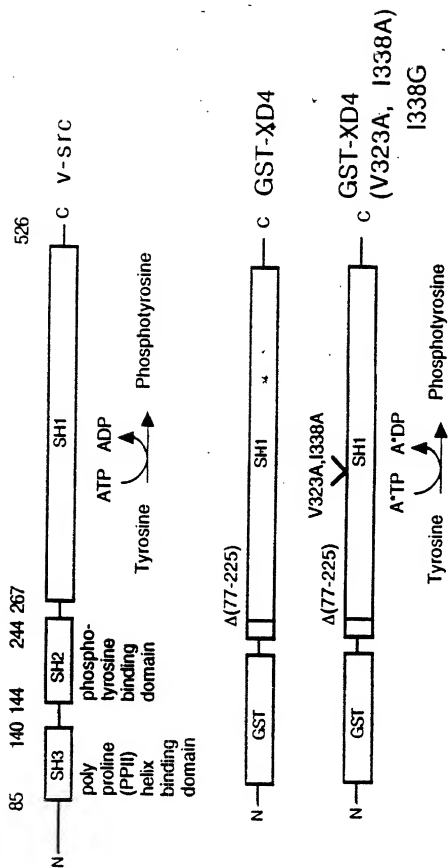 85 140 144 244 267 526
N SH3 SH2 SH1 C v-src
poly
proline
(PPII)
helix
binding
domain
phospho-
tyrosine
binding
domain
ATP ADP
Tyrosine Phosphotyrosine
Δ(77-225)
N GST SH1 C GST-XD4
Δ(77-225)
V323A,I338A
N GST SH1 C GST-XD4
(V323A, I338A)
I338G
A*TP A*DP
Tyrosine Phosphotyrosine